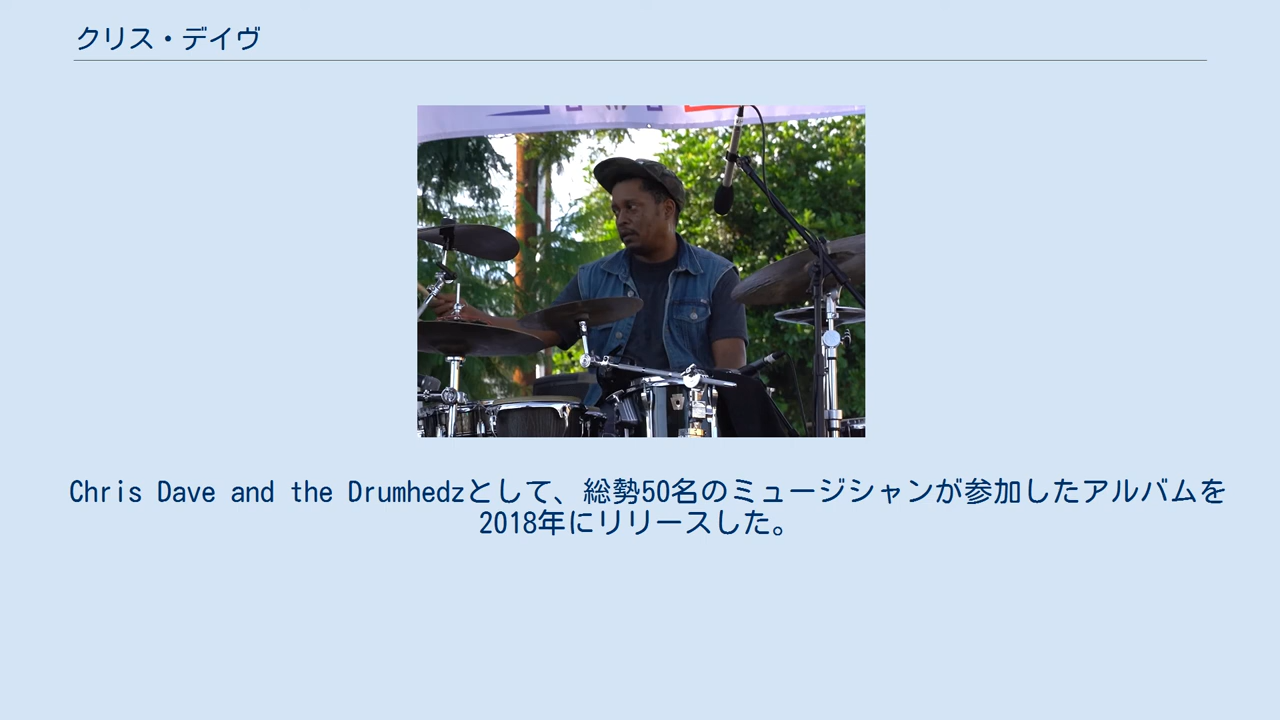 クリス・デイヴ
Chris Dave and the Drumhedzとして、総勢50名のミュージシャンが参加したアルバムを
2018年にリリースした。